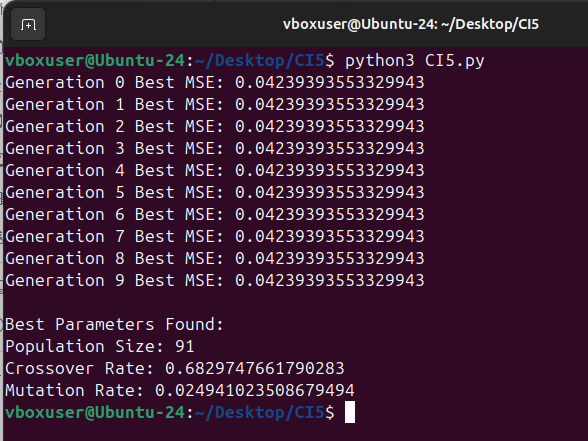 vboxuser@Ubuntu-24: ~/Desktop/CI5
vboxuser@Ubuntu-24:~/Desktop/CI5$ python3 CI5.py
Generation 0 Best MSE: 0.04239393553329943
Generation 1 Best MSE: 0.04239393553329943
Generation 2 Best MSE: 0.04239393553329943
Generation 3 Best MSE: 0.04239393553329943
Generation 4 Best MSE: 0.04239393553329943
Generation 5 Best MSE: 0.04239393553329943
Generation 6 Best MSE: 0.04239393553329943
Generation 7 Best MSE: 0.04239393553329943
Generation 8 Best MSE: 0.04239393553329943
Generation 9 Best MSE: 0.04239393553329943
Best Parameters Found:
Population Size: 91
Crossover Rate: 0.6829747661790283
Mutation Rate: 0.024941023508679494
vboxuser@Ubuntu-24:~/Desktop/CI5$